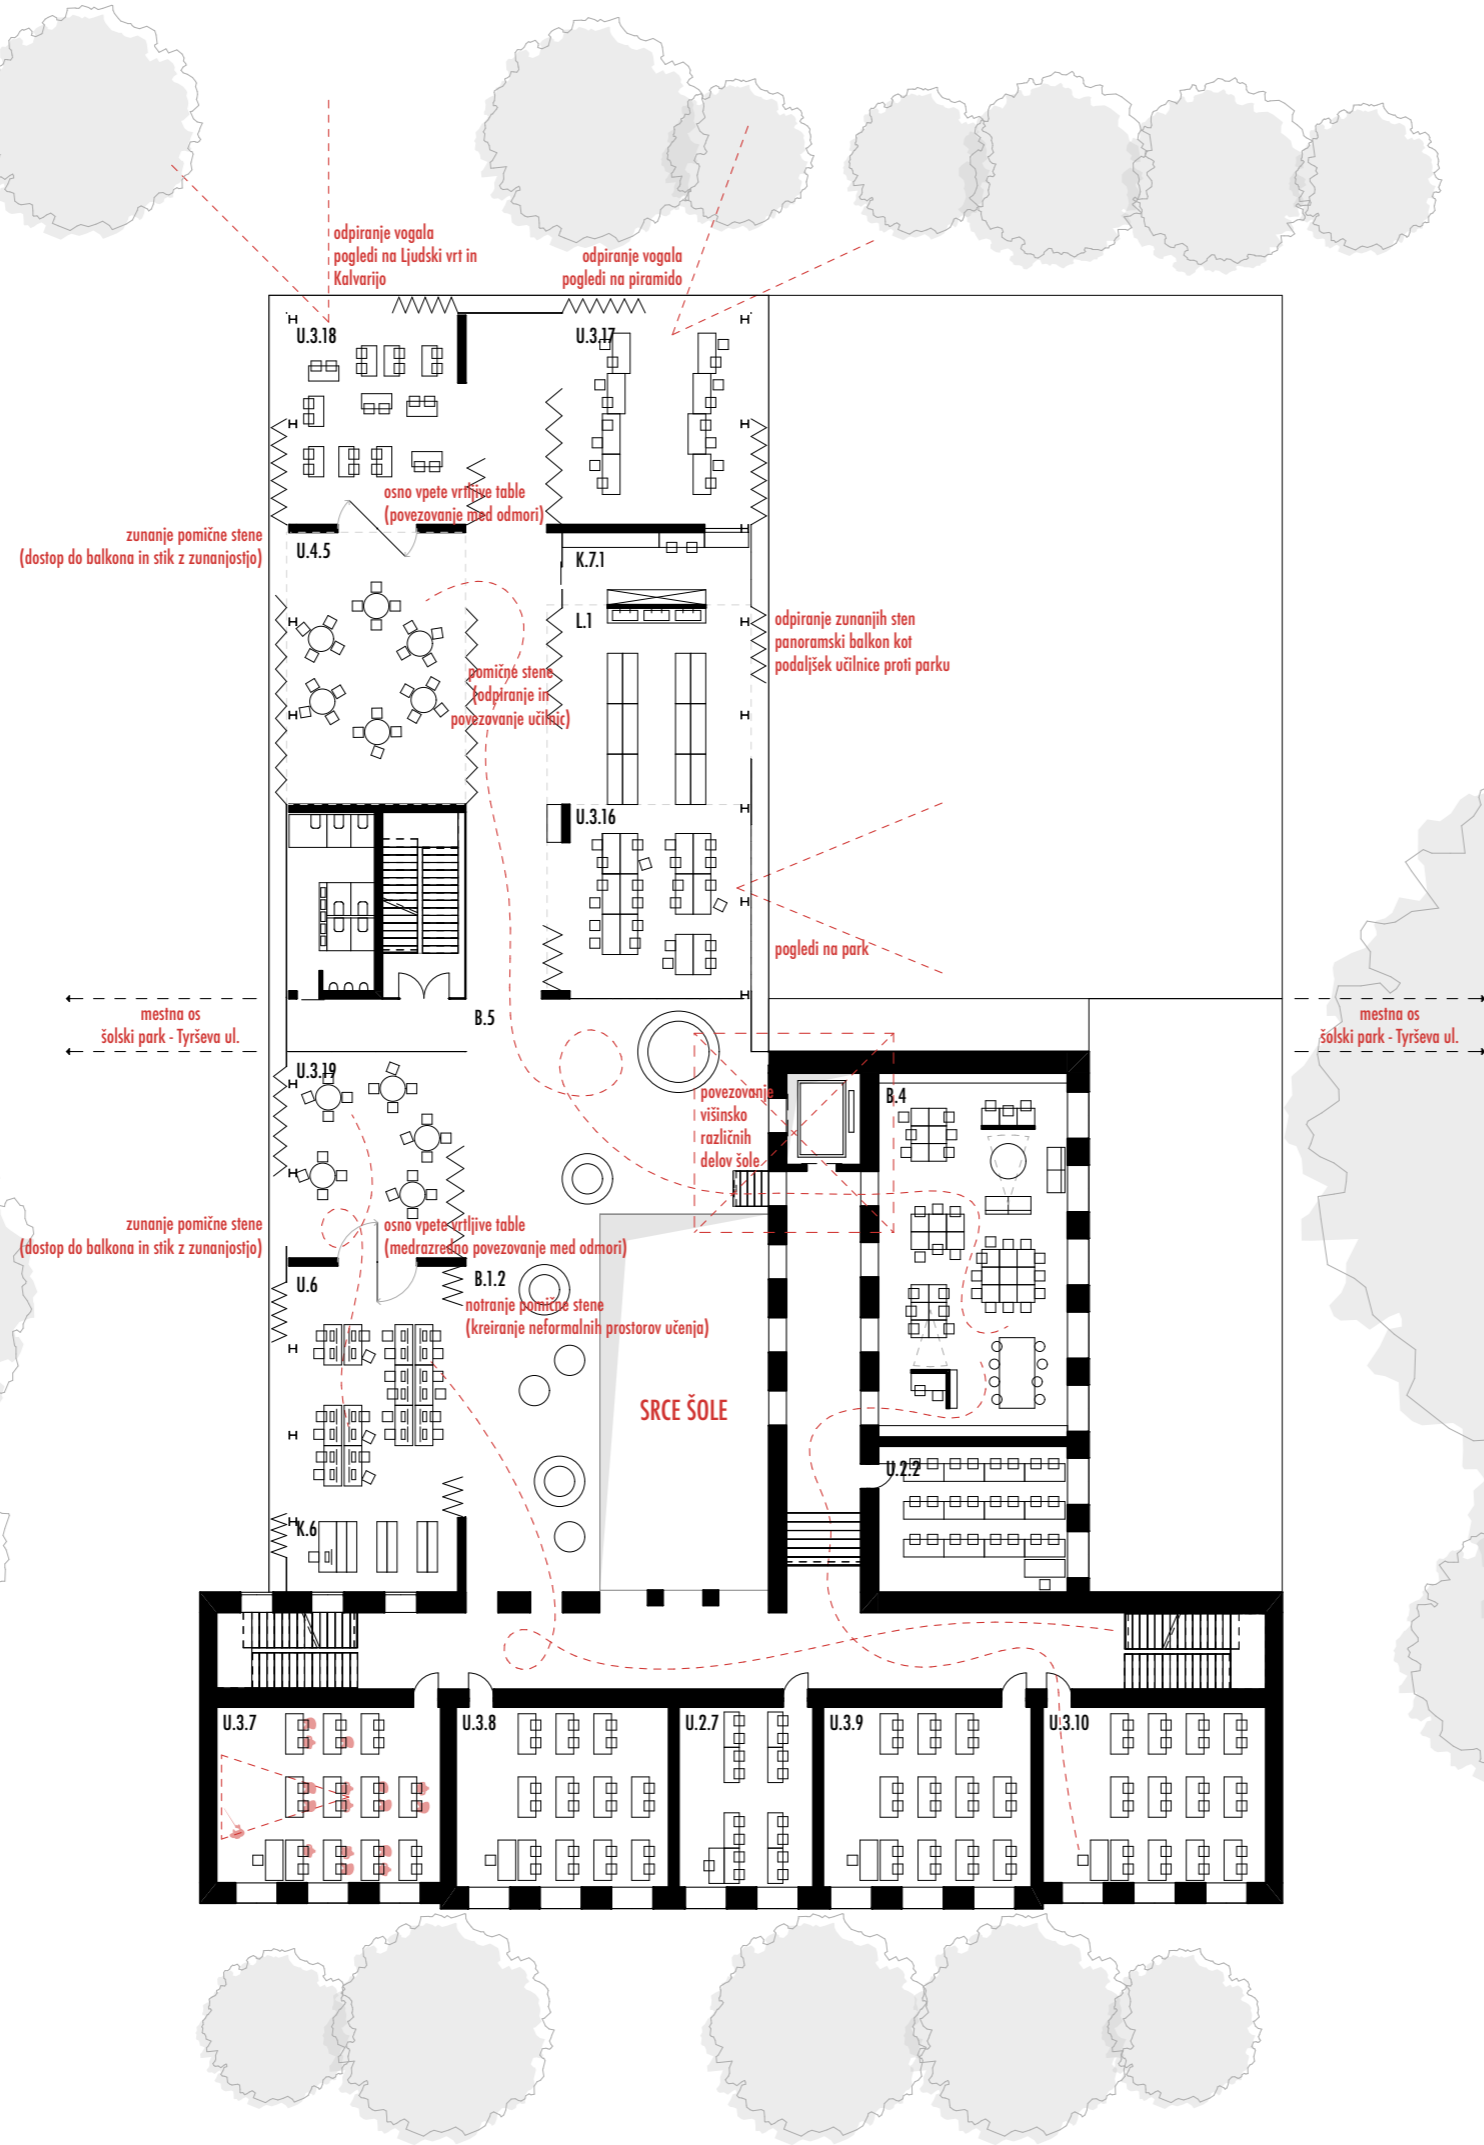 odpiranje vogala
pogledi na Ljudski vrt in
Kalvarijo
odpiranje vogala
pogledi na piramido
U.3.18
U.3.17
osno vpete vrtljive table
(povezovanje med odmori)
zunanje pomične stene
(dostop do balkona in stik z zunanjostjo)
U.4.5
K.7.1
L.1
odpiranje zunanjih sten
panoramski balkon kot
podaljšek učilnice proti parku
pomične stene
(odpiranje in
povezovanje učilnic)
U.3.16
pogledi na park
mestna os
šolski park - Tyrševa ul.
B.5
mestna os
šolski park - Tyrševa ul.
U.3.19
povezovanje
višinsko
različnih
delov šole
B.4
zunanje pomične stene
(dostop do balkona in stik z zunanjostjo)
osno vpete vrtljive table
(medrazredno povezovanje med odmori)
U.6
B.1.2
notranje pomične stene
(kreiranje neformalnih prostorov učenja)
SRCE ŠOLE
U.2.2
K.6
U.3.7
U.3.8
U.2.7
U.3.9
U.3.10